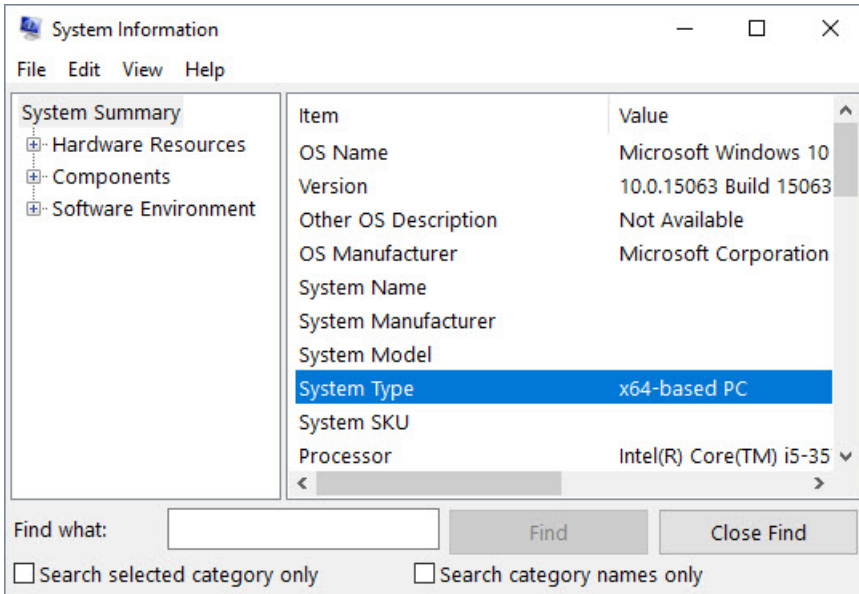 System Information
File Edit View Help
System Summary
Hardware Resources
Components
Software Environment
Item Value
OS Name Microsoft Windows 10
Version 10.0.15063 Build 15063
Other OS Description Not Available
OS Manufacturer Microsoft Corporation
System Name
System Manufacturer
System Model
System Type x64-based PC
System SKU
Processor Intel(R) Core(TM) i5-35
Find what: Find Close Find
Search selected category only Search category names only